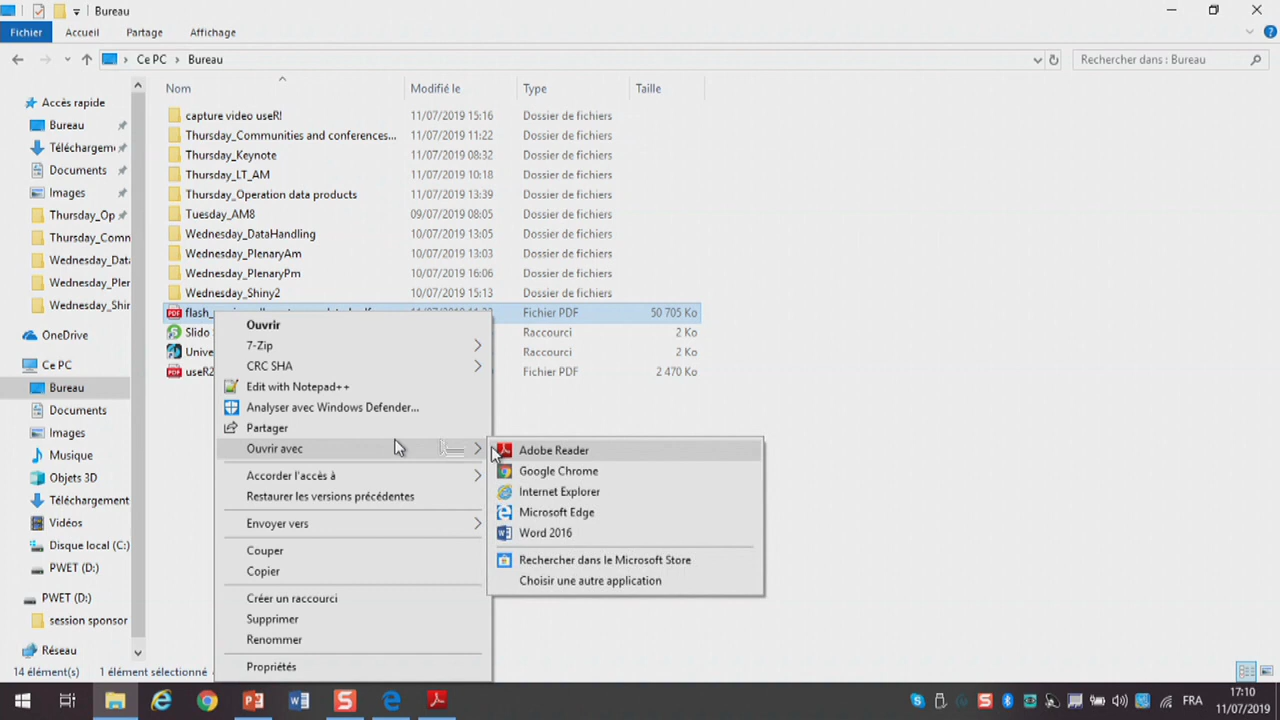 Bureau
Fichier Accueil Partage Affichage
Ce PC Bureau Rechercher dans : Bureau
Nom Modifié le Type Taille
capture video useR! 11/07/2019 15:16 Dossier de fichiers
Thursday_Communities and conferences... 11/07/2019 11:22 Dossier de fichiers
Thursday_Keynote 11/07/2019 08:32 Dossier de fichiers
Thursday_LT_AM 11/07/2019 10:18 Dossier de fichiers
Thursday_Operation data products 11/07/2019 13:39 Dossier de fichiers
Tuesday_AM8 09/07/2019 08:05 Dossier de fichiers
Wednesday_DataHandling 10/07/2019 13:05 Dossier de fichiers
Wednesday_PlenaryAm 10/07/2019 13:03 Dossier de fichiers
Wednesday_PlenaryPm 10/07/2019 16:06 Dossier de fichiers
Wednesday_Shiny2 10/07/2019 15:13 Dossier de fichiers
flash_ Fichier PDF 50 705 Ko
Slido Raccourci 2 Ko
Unive Raccourci 2 Ko
useR2 Fichier PDF 2 470 Ko
Accès rapide
Bureau
Téléchargem
Documents
Images
Thursday_Op
Thursday_Comm
Wednesday_Data
Wednesday_Plen
Wednesday_Shin
OneDrive
Ce PC
Bureau
Documents
Images
Musique
Objets 3D
Téléchargement
Vidéos
Disque local (C:)
PWET (D:)
PWET (D:)
session sponsor
Réseau
Ouvrir
7-Zip
CRC SHA
Edit with Notepad++
Analyser avec Windows Defender...
Partager
Ouvrir avec
Accorder l'accès à
Restaurer les versions précédentes
Envoyer vers
Couper
Copier
Créer un raccourci
Supprimer
Renommer
Propriétés
Adobe Reader
Google Chrome
Internet Explorer
Microsoft Edge
Word 2016
Rechercher dans le Microsoft Store
Choisir une autre application
14 élément(s) 1 élément sélectionné
FRA
17:10
11/07/2019